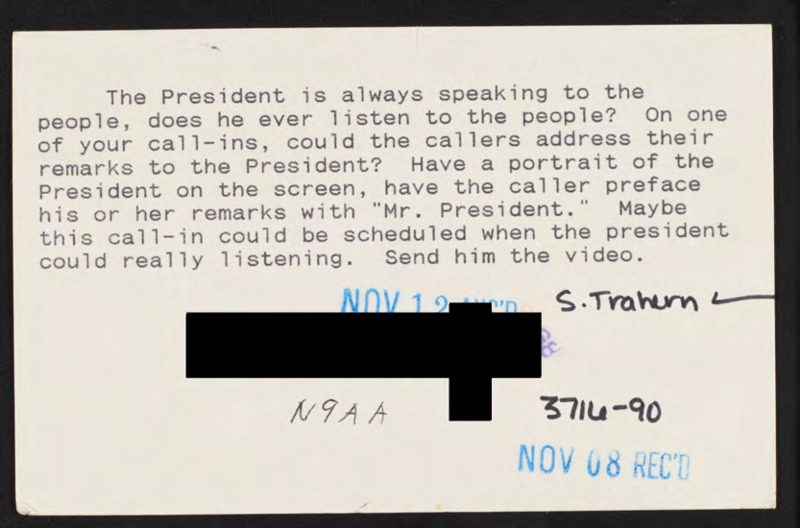 The President is always speaking to the
people, does he ever listen to the people?  On one
of your call-ins, could the callers address their
remarks to the President?  Have a portrait of the
President on the screen, have the caller preface
his or her remarks with "Mr. President."  Maybe
this call-in could be scheduled when the president
could really listening.  Send him the video.
NOV 12 REC'D
S. Trahern
N9AA
3714-90
NOV 08 REC'D